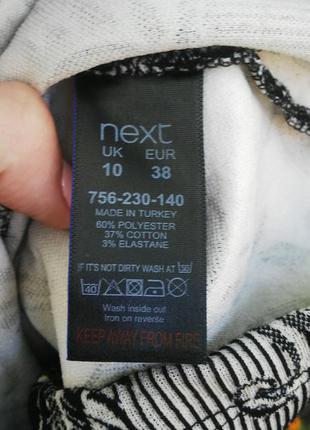 next
UK EUR
10 38
756-230-140
MADE IN TURKEY
60% POLYESTER
37% COTTON
3% ELASTANE
IF IT'S NOT DIRTY WASH AT 30
40
Wash inside out
Iron on reverse
KEEP AWAY FROM FIRE